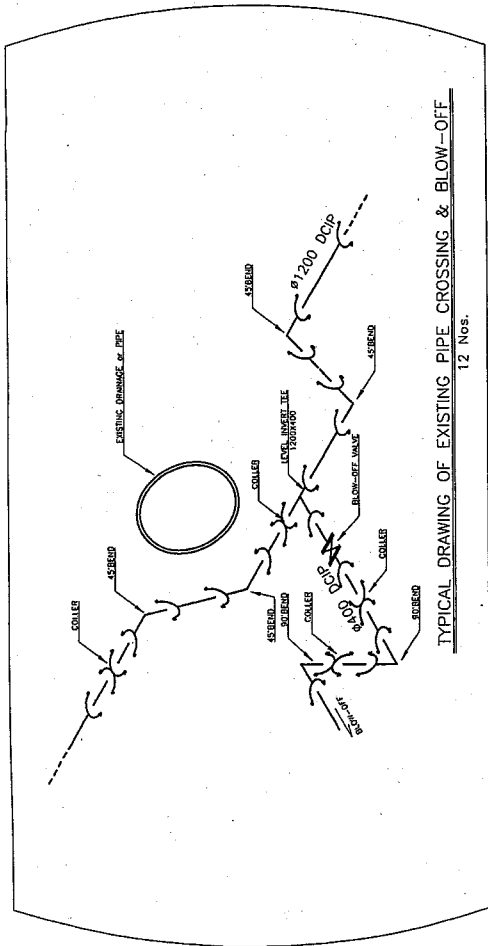 EXISTING DRAINAGE or PIPE
COLLER
45°BEND
45°BEND
COLLER
LEVEL INVERT TEE
1200X400
45°BEND
ø1200 DCIP
45°BEND
BLOW-OFF VALVE
ø400 DCIP
COLLER
90°BEND
COLLER
90°BEND
BLOW-OFF
TYPICAL DRAWING OF EXISTING PIPE CROSSING & BLOW-OFF
12 Nos.